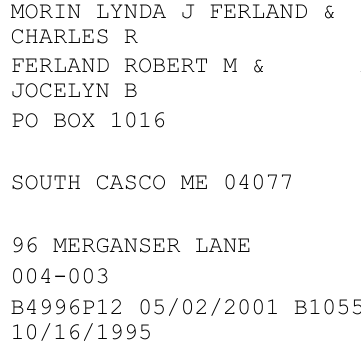 MORIN LYNDA J FERLAND &
CHARLES R
FERLAND ROBERT M &
JOCELYN B
PO BOX 1016
SOUTH CASCO ME 04077
96 MERGANSER LANE
004-003
B4996P12 05/02/2001 B1055
10/16/1995